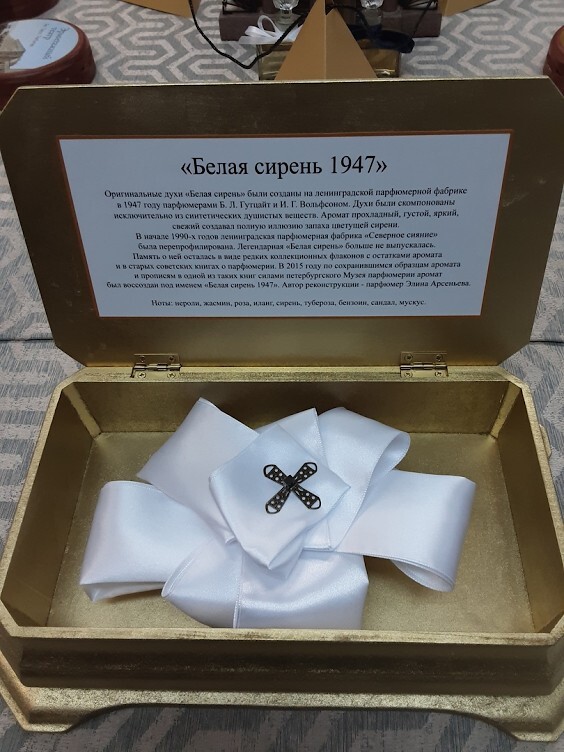 «Белая сирень 1947»
Оригинальные духи «Белая сирень» были созданы на ленинградской парфюмерной фабрике
в 1947 году парфюмерами Б. Л. Гутцайт и И. Г. Вольфсоном. Духи были скомпонованы
исключительно из синтетических душистых веществ. Аромат прохладный, густой, яркий,
свежий создавал полную иллюзию запаха цветущей сирени.
В начале 1990-х годов ленинградская парфюмерная фабрика «Северное сияние»
была перепрофилирована. Легендарная «Белая сирень» больше не выпускалась.
Память о ней осталась в виде редких коллекционных флаконов с остатками аромата
и в старых советских книгах о парфюмерии. В 2015 году по сохранившимся образцам аромата
и прописям в одной из таких книг силами петербургского Музея парфюмерии аромат
был воссоздан под именем «Белая сирень 1947». Автор реконструкции - парфюмер Элина Арсеньева.
Ноты: нероли, жасмин, роза, иланг, сирень, тубероза, бензоин, сандал, мускус.